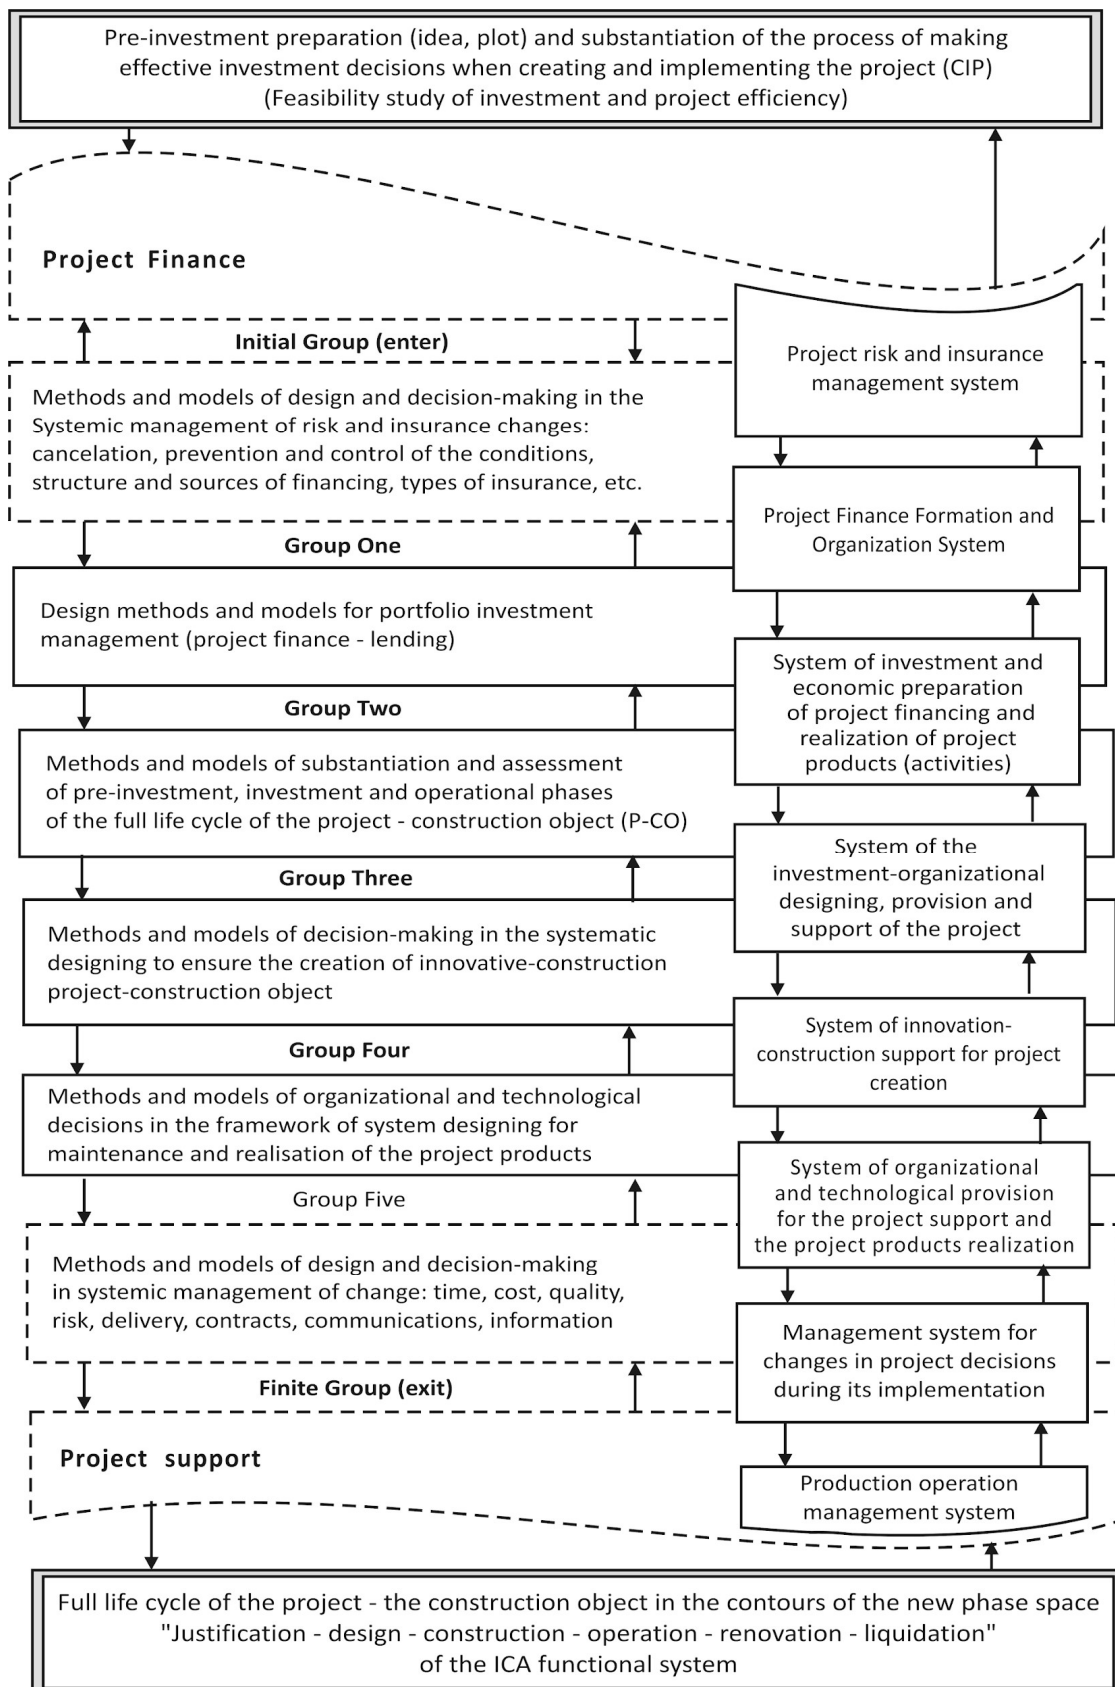 Pre-investment preparation (idea, plot) and substantiation of the process of making
effective investment decisions when creating and implementing the project (CIP)
(Feasibility study of investment and project efficiency)
Project Finance
Initial Group (enter)
Methods and models of design and decision-making in the
Systemic management of risk and insurance changes:
cancelation, prevention and control of the conditions,
structure and sources of financing, types of insurance, etc.
Group One
Design methods and models for portfolio investment
management (project finance - lending)
Group Two
Methods and models of substantiation and assessment
of pre-investment, investment and operational phases
of the full life cycle of the project - construction object (P-CO)
Group Three
Methods and models of decision-making in the systematic
designing to ensure the creation of innovative-construction
project-construction object
Group Four
Methods and models of organizational and technological
decisions in the framework of system designing for
maintenance and realisation of the project products
Group Five
Methods and models of design and decision-making
in systemic management of change: time, cost, quality,
risk, delivery, contracts, communications, information
Finite Group (exit)
Project support
Project risk and insurance
management system
Project Finance Formation and
Organization System
System of investment and
economic preparation
of project financing and
realization of project
products (activities)
System of the
investment-organizational
designing, provision and
support of the project
System of innovation-
construction support for project
creation
System of organizational
and technological provision
for the project support and
the project products realization
Management system for
changes in project decisions
during its implementation
Production operation
management system
Full life cycle of the project - the construction object in the contours of the new phase space
"Justification - design - construction - operation - renovation - liquidation"
of the ICA functional system